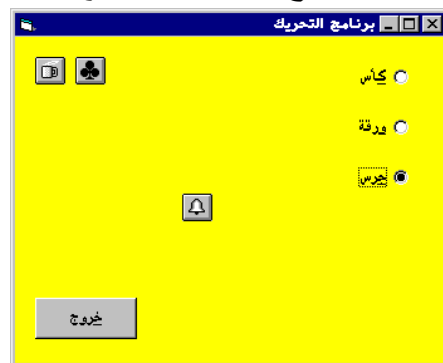 برنامج التحريك
كأس
ورقة
جرس
خروج